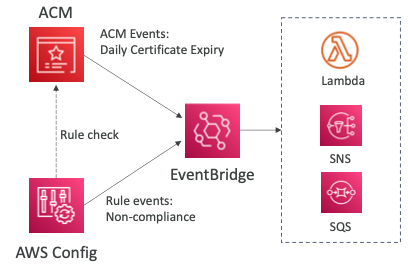 ACM
ACM Events:
Daily Certificate Expiry
Lambda
Rule check
EventBridge
SNS
Rule events:
Non-compliance
AWS Config
SQS